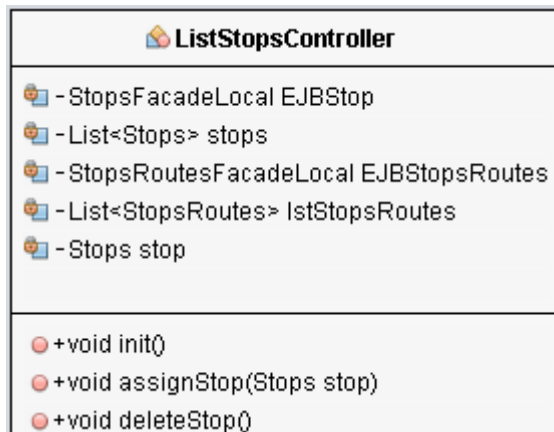 ListStopsController
-StopsFacadeLocal EJBStop
-List<Stops> stops
-StopsRoutesFacadeLocal EJBStopsRoutes
-List<StopsRoutes> lstStopsRoutes
-Stops stop
+void init()
+void assignStop(Stops stop)
+void deleteStop()